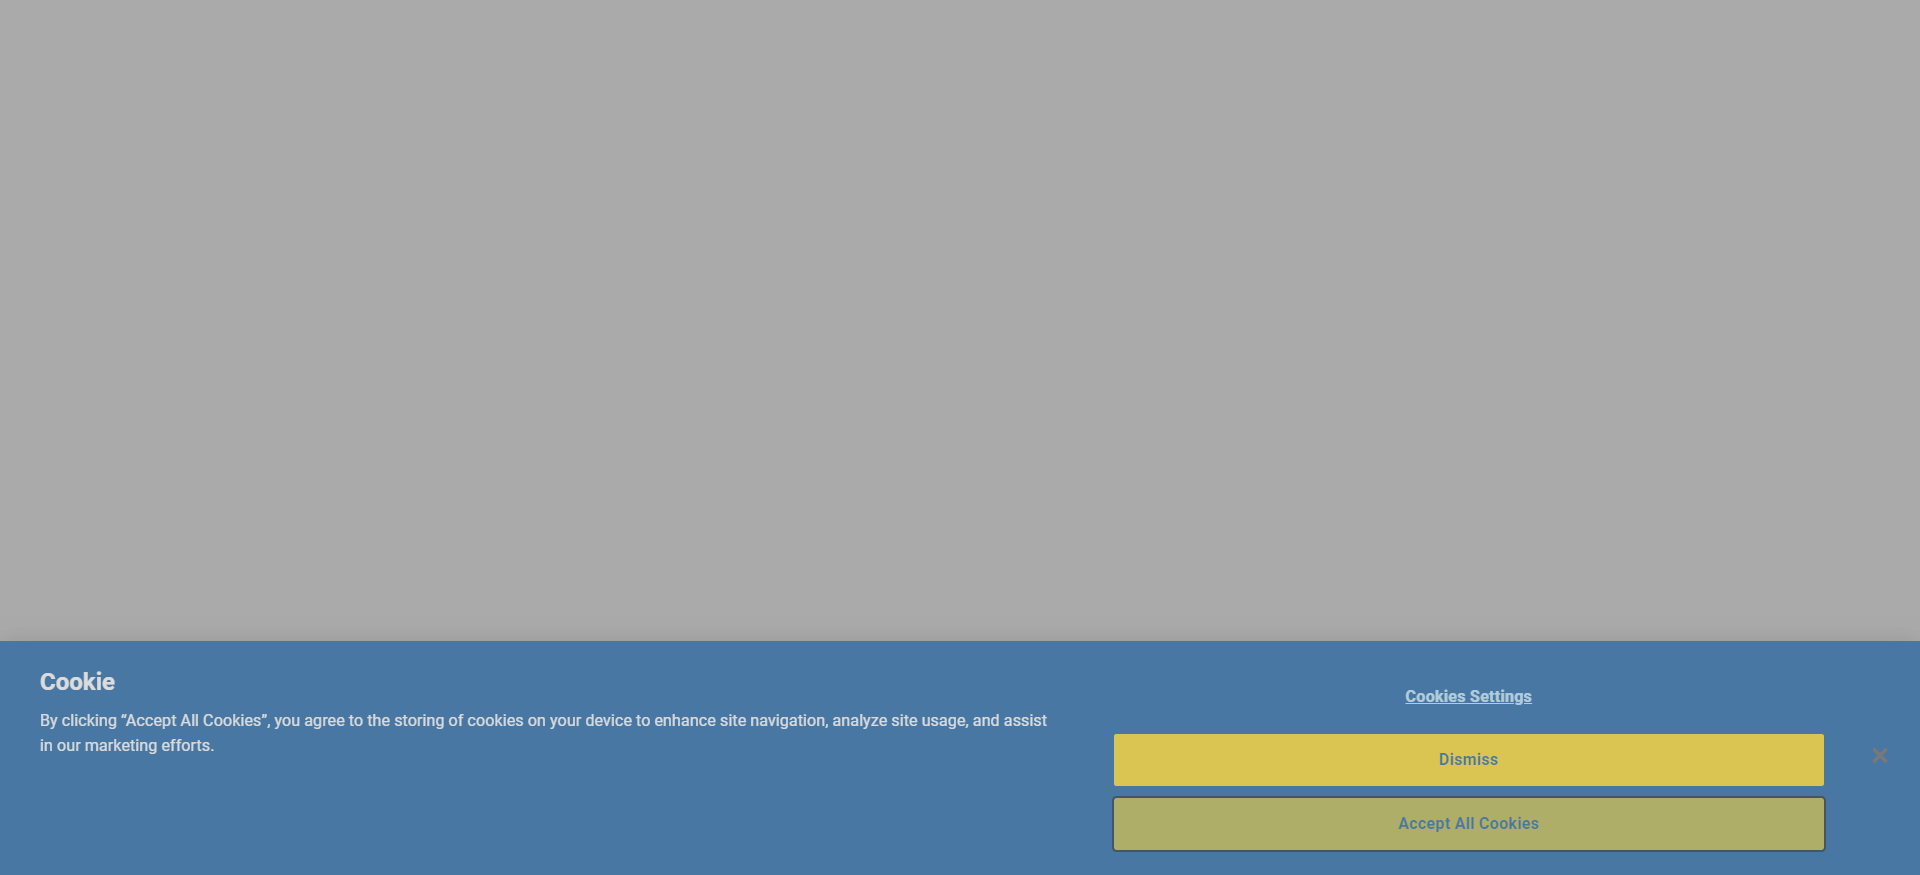 Cookie
By clicking “Accept All Cookies”, you agree to the storing of cookies on your device to enhance site navigation, analyze site usage, and assist
in our marketing efforts.
Cookies Settings
Dismiss
Accept All Cookies